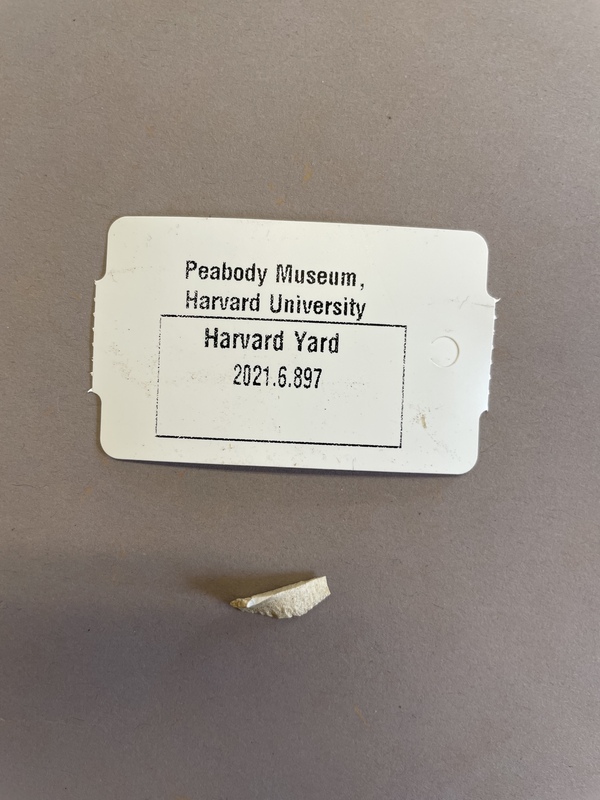 Peabody Museum,
Harvard University
Harvard Yard
2021.6.897